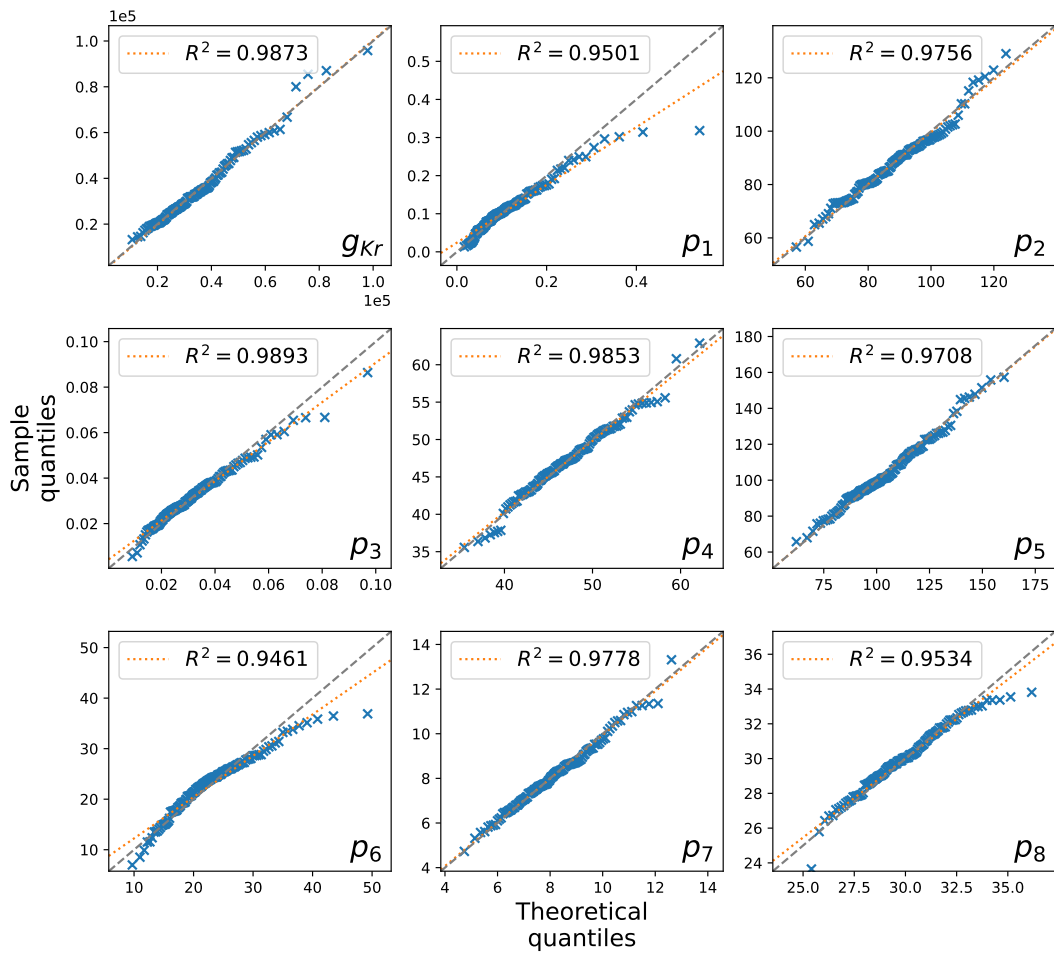 1e5
1.0
0.8
0.6
0.4
0.2
R² = 0.9873
g_Kr
0.2 0.4 0.6 0.8 1.0
1e5
0.5
0.4
0.3
0.2
0.1
0.0
R² = 0.9501
p₁
0.0 0.2 0.4
120
100
80
60
R² = 0.9756
p₂
60 80 100 120
Sample
quantiles
0.10
0.08
0.06
0.04
0.02
R² = 0.9893
p₃
0.02 0.04 0.06 0.08 0.10
60
55
50
45
40
35
R² = 0.9853
p₄
40 50 60
180
160
140
120
100
80
60
R² = 0.9708
p₅
75 100 125 150 175
50
40
30
20
10
R² = 0.9461
p₆
10 20 30 40 50
14
12
10
8
6
4
R² = 0.9778
p₇
4 6 8 10 12 14
36
34
32
30
28
26
24
R² = 0.9534
p₈
25.0 27.5 30.0 32.5 35.0
Theoretical
quantiles